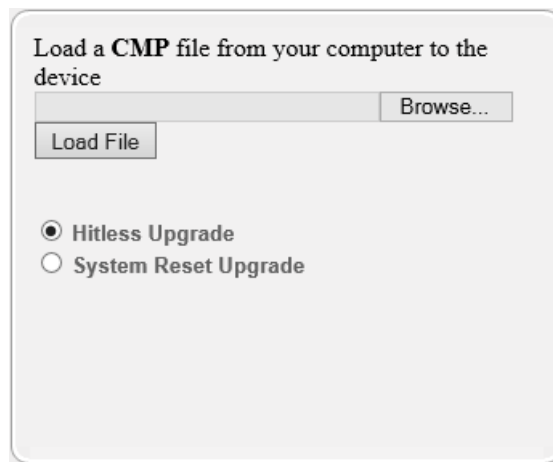 Load a CMP file from your computer to the
device
Browse...
Load File
Hitless Upgrade
System Reset Upgrade